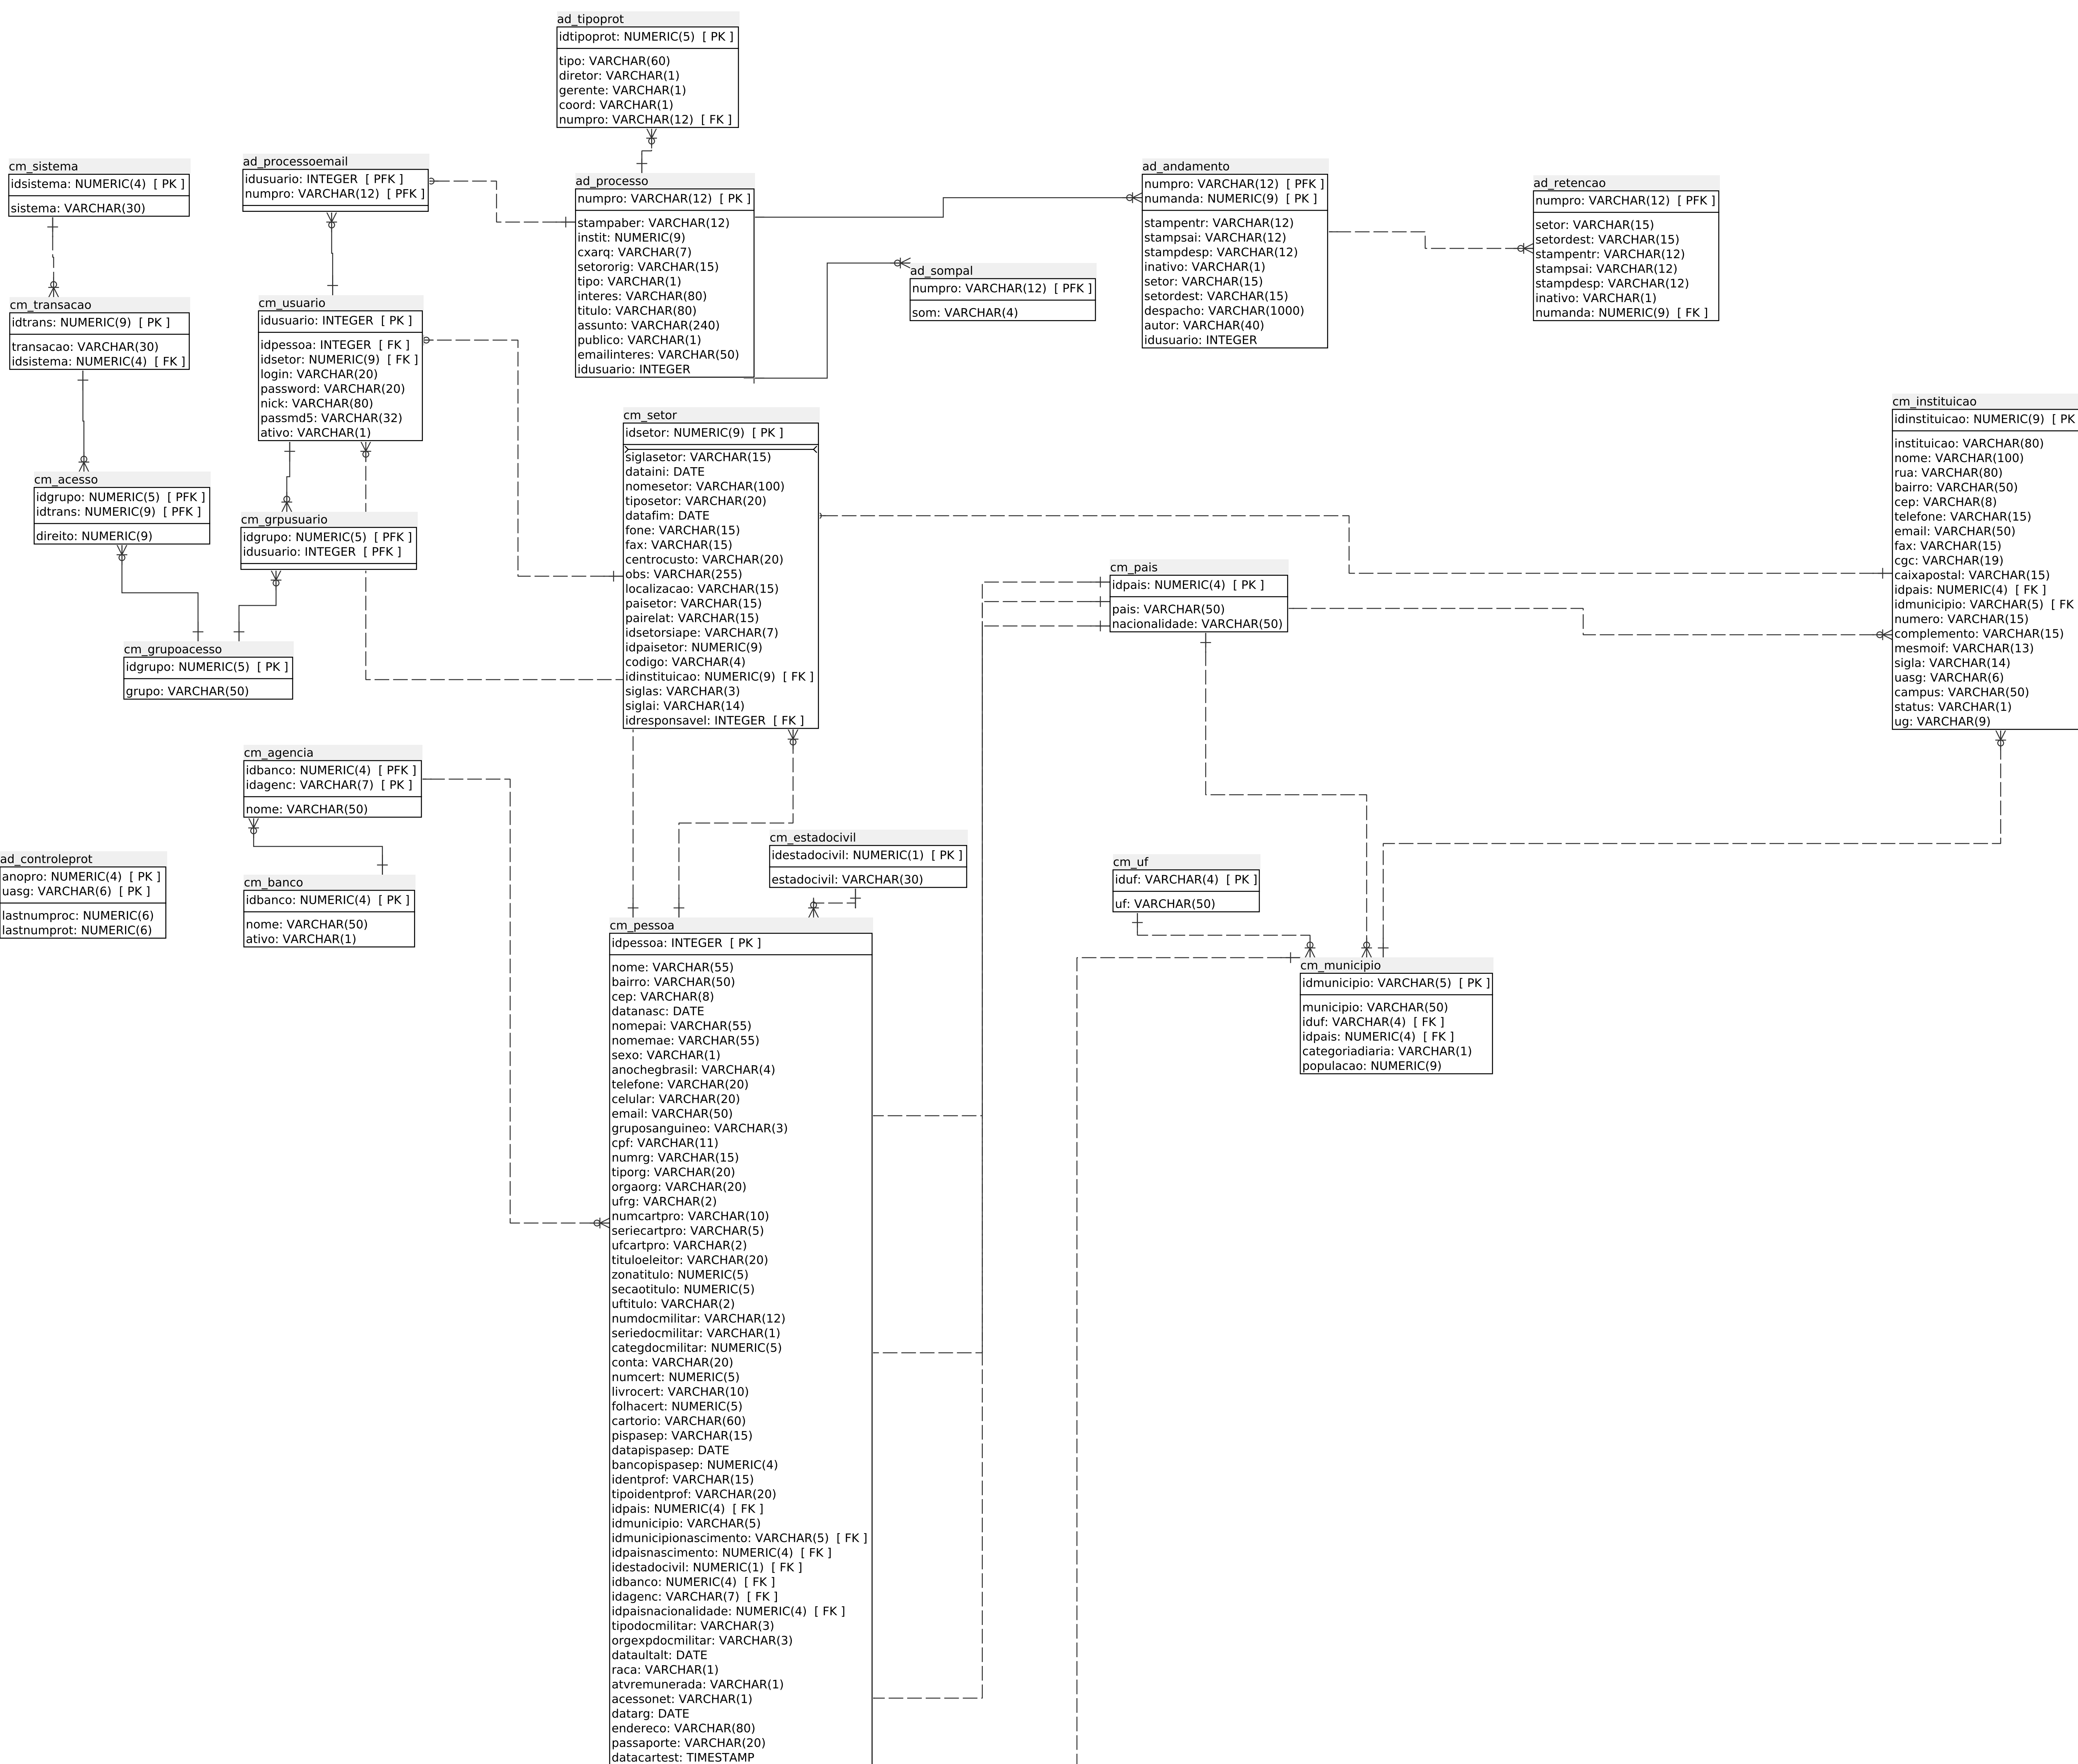 ad_tipoprot
idtipoprot: NUMERIC(5)  [ PK ]
tipo: VARCHAR(60)
diretor: VARCHAR(1)
gerente: VARCHAR(1)
coord: VARCHAR(1)
numpro: VARCHAR(12)  [ FK ]
cm_sistema
idsistema: NUMERIC(4)  [ PK ]
sistema: VARCHAR(30)
ad_processoemail
idusuario: INTEGER  [ PFK ]
numpro: VARCHAR(12)  [ PFK ]
ad_processo
numpro: VARCHAR(12)  [ PK ]
stampaber: VARCHAR(12)
instit: NUMERIC(9)
cxarq: VARCHAR(7)
setororig: VARCHAR(15)
tipo: VARCHAR(1)
interes: VARCHAR(80)
titulo: VARCHAR(80)
assunto: VARCHAR(240)
publico: VARCHAR(1)
emailinteres: VARCHAR(50)
idusuario: INTEGER
ad_andamento
numpro: VARCHAR(12)  [ PFK ]
numanda: NUMERIC(9)  [ PK ]
stampentr: VARCHAR(12)
stampsai: VARCHAR(12)
stampdesp: VARCHAR(12)
inativo: VARCHAR(1)
setor: VARCHAR(15)
setordest: VARCHAR(15)
despacho: VARCHAR(1000)
autor: VARCHAR(40)
idusuario: INTEGER
ad_retencao
numpro: VARCHAR(12)  [ PFK ]
setor: VARCHAR(15)
setordest: VARCHAR(15)
stampentr: VARCHAR(12)
stampsai: VARCHAR(12)
stampdesp: VARCHAR(12)
inativo: VARCHAR(1)
numanda: NUMERIC(9)  [ FK ]
ad_sompal
numpro: VARCHAR(12)  [ PFK ]
som: VARCHAR(4)
cm_transacao
idtrans: NUMERIC(9)  [ PK ]
transacao: VARCHAR(30)
idsistema: NUMERIC(4)  [ FK ]
cm_usuario
idusuario: INTEGER  [ PK ]
idpessoa: INTEGER  [ FK ]
idsetor: NUMERIC(9)  [ FK ]
login: VARCHAR(20)
password: VARCHAR(20)
nick: VARCHAR(80)
passmd5: VARCHAR(32)
ativo: VARCHAR(1)
cm_setor
idsetor: NUMERIC(9)  [ PK ]
siglasetor: VARCHAR(15)
dataini: DATE
nomesetor: VARCHAR(100)
tiposetor: VARCHAR(20)
datafim: DATE
fone: VARCHAR(15)
fax: VARCHAR(15)
centrocusto: VARCHAR(20)
obs: VARCHAR(255)
localizacao: VARCHAR(15)
paisetor: VARCHAR(15)
pairelat: VARCHAR(15)
idsetorsiape: VARCHAR(7)
idpaisetor: NUMERIC(9)
codigo: VARCHAR(4)
idinstituicao: NUMERIC(9)  [ FK ]
siglas: VARCHAR(3)
siglai: VARCHAR(14)
idresponsavel: INTEGER  [ FK ]
cm_instituicao
idinstituicao: NUMERIC(9)  [ PK
instituicao: VARCHAR(80)
nome: VARCHAR(100)
rua: VARCHAR(80)
bairro: VARCHAR(50)
cep: VARCHAR(8)
telefone: VARCHAR(15)
email: VARCHAR(50)
fax: VARCHAR(15)
cgc: VARCHAR(19)
caixapostal: VARCHAR(15)
idpais: NUMERIC(4)  [ FK ]
idmunicipio: VARCHAR(5)  [ FK
numero: VARCHAR(15)
complemento: VARCHAR(15)
mesmoif: VARCHAR(13)
sigla: VARCHAR(14)
uasg: VARCHAR(6)
campus: VARCHAR(50)
status: VARCHAR(1)
ug: VARCHAR(9)
cm_acesso
idgrupo: NUMERIC(5)  [ PFK ]
idtrans: NUMERIC(9)  [ PFK ]
direito: NUMERIC(9)
cm_grpusuario
idgrupo: NUMERIC(5)  [ PFK ]
idusuario: INTEGER  [ PFK ]
cm_pais
idpais: NUMERIC(4)  [ PK ]
pais: VARCHAR(50)
nacionalidade: VARCHAR(50)
cm_grupoacesso
idgrupo: NUMERIC(5)  [ PK ]
grupo: VARCHAR(50)
cm_agencia
idbanco: NUMERIC(4)  [ PFK ]
idagenc: VARCHAR(7)  [ PK ]
nome: VARCHAR(50)
cm_estadocivil
idestadocivil: NUMERIC(1)  [ PK ]
estadocivil: VARCHAR(30)
ad_controleprot
anopro: NUMERIC(4)  [ PK ]
uasg: VARCHAR(6)  [ PK ]
lastnumproc: NUMERIC(6)
lastnumprot: NUMERIC(6)
cm_banco
idbanco: NUMERIC(4)  [ PK ]
nome: VARCHAR(50)
ativo: VARCHAR(1)
cm_uf
iduf: VARCHAR(4)  [ PK ]
uf: VARCHAR(50)
cm_municipio
idmunicipio: VARCHAR(5)  [ PK ]
municipio: VARCHAR(50)
iduf: VARCHAR(4)  [ FK ]
idpais: NUMERIC(4)  [ FK ]
categoriadiaria: VARCHAR(1)
populacao: NUMERIC(9)
cm_pessoa
idpessoa: INTEGER  [ PK ]
nome: VARCHAR(55)
bairro: VARCHAR(50)
cep: VARCHAR(8)
datanasc: DATE
nomepai: VARCHAR(55)
nomemae: VARCHAR(55)
sexo: VARCHAR(1)
anochegbrasil: VARCHAR(4)
telefone: VARCHAR(20)
celular: VARCHAR(20)
email: VARCHAR(50)
gruposanguineo: VARCHAR(3)
cpf: VARCHAR(11)
numrg: VARCHAR(15)
tiporg: VARCHAR(20)
orgaorg: VARCHAR(20)
ufrg: VARCHAR(2)
numcartpro: VARCHAR(10)
seriecartpro: VARCHAR(5)
ufcartpro: VARCHAR(2)
tituloeleitor: VARCHAR(20)
zonatitulo: NUMERIC(5)
secaotitulo: NUMERIC(5)
uftitulo: VARCHAR(2)
numdocmilitar: VARCHAR(12)
seriedocmilitar: VARCHAR(1)
categdocmilitar: NUMERIC(5)
conta: VARCHAR(20)
numcert: NUMERIC(5)
livrocert: VARCHAR(10)
folhacert: NUMERIC(5)
cartorio: VARCHAR(60)
pispasep: VARCHAR(15)
datapispasep: DATE
bancopispasep: NUMERIC(4)
identprof: VARCHAR(15)
tipoidentprof: VARCHAR(20)
idpais: NUMERIC(4)  [ FK ]
idmunicipio: VARCHAR(5)
idmunicipionascimento: VARCHAR(5)  [ FK ]
idpaisnascimento: NUMERIC(4)  [ FK ]
idestadocivil: NUMERIC(1)  [ FK ]
idbanco: NUMERIC(4)  [ FK ]
idagenc: VARCHAR(7)  [ FK ]
idpaisnacionalidade: NUMERIC(4)  [ FK ]
tipodocmilitar: VARCHAR(3)
orgexpdocmilitar: VARCHAR(3)
dataultalt: DATE
raca: VARCHAR(1)
atvremunerada: VARCHAR(1)
acessonet: VARCHAR(1)
datarg: DATE
endereco: VARCHAR(80)
passaporte: VARCHAR(20)
datacartest: TIMESTAMP